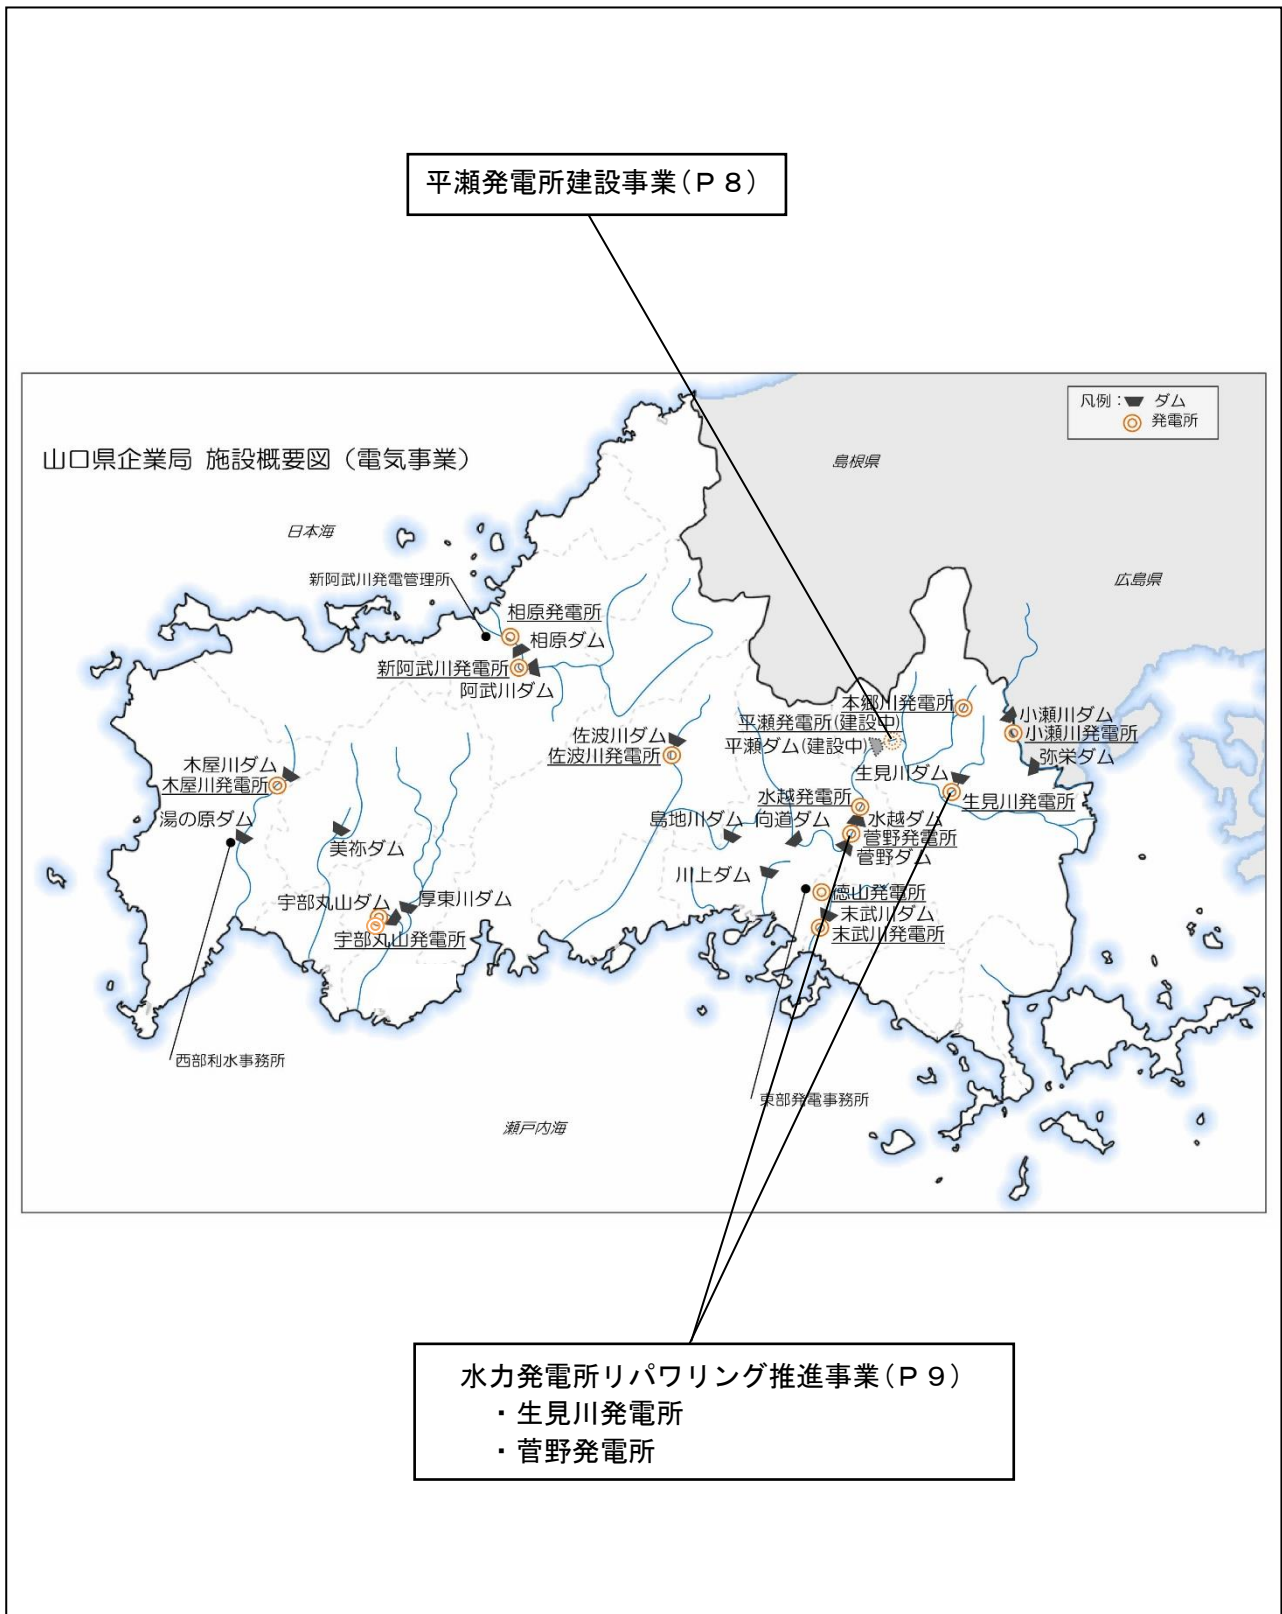 平瀬発電所建設事業(P8)
凡例: ダム
発電所
山口県企業局 施設概要図(電気事業)
島根県
日本海
新阿武川発電管理所
広島県
相原発電所
相原ダム
新阿武川発電所
阿武川ダム
本郷川発電所
平瀬発電所(建設中)
平瀬ダム(建設中)
小瀬川ダム
小瀬川発電所
弥栄ダム
佐波川ダム
佐波川発電所
木屋川ダム
木屋川発電所
生見川ダム
生見川発電所
水越発電所
水越ダム
湯の原ダム
美祢ダム
島地川ダム
向道ダム
菅野発電所
菅野ダム
川上ダム
徳山発電所
宇部丸山ダム
厚東川ダム
宇部丸山発電所
末武川ダム
末武川発電所
西部利水事務所
東部発電事務所
瀬戸内海
水力発電所リパワリング推進事業(P9)
・生見川発電所
・菅野発電所